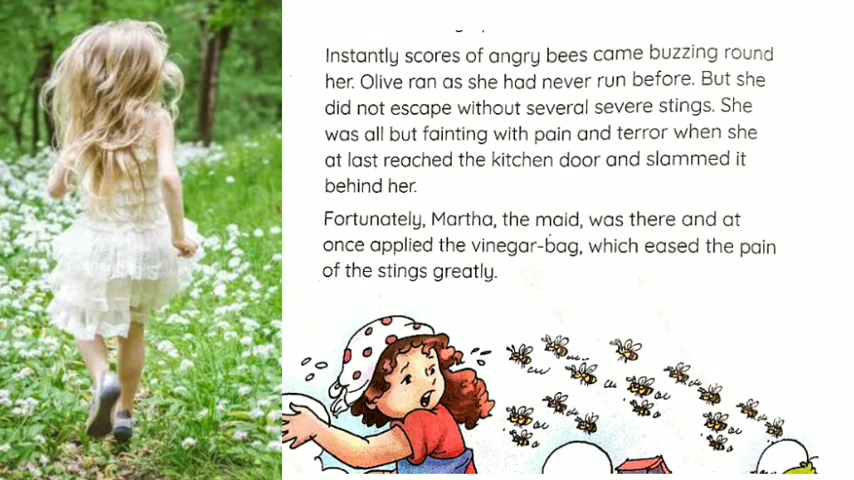 Instantly scores of angry bees came buzzing round
her. Olive ran as she had never run before. But she
did not escape without several severe stings. She
was all but fainting with pain and terror when she
at last reached the kitchen door and slammed it
behind her.
Fortunately, Martha, the maid, was there and at
once applied the vinegar-bag, which eased the pain
of the stings greatly.